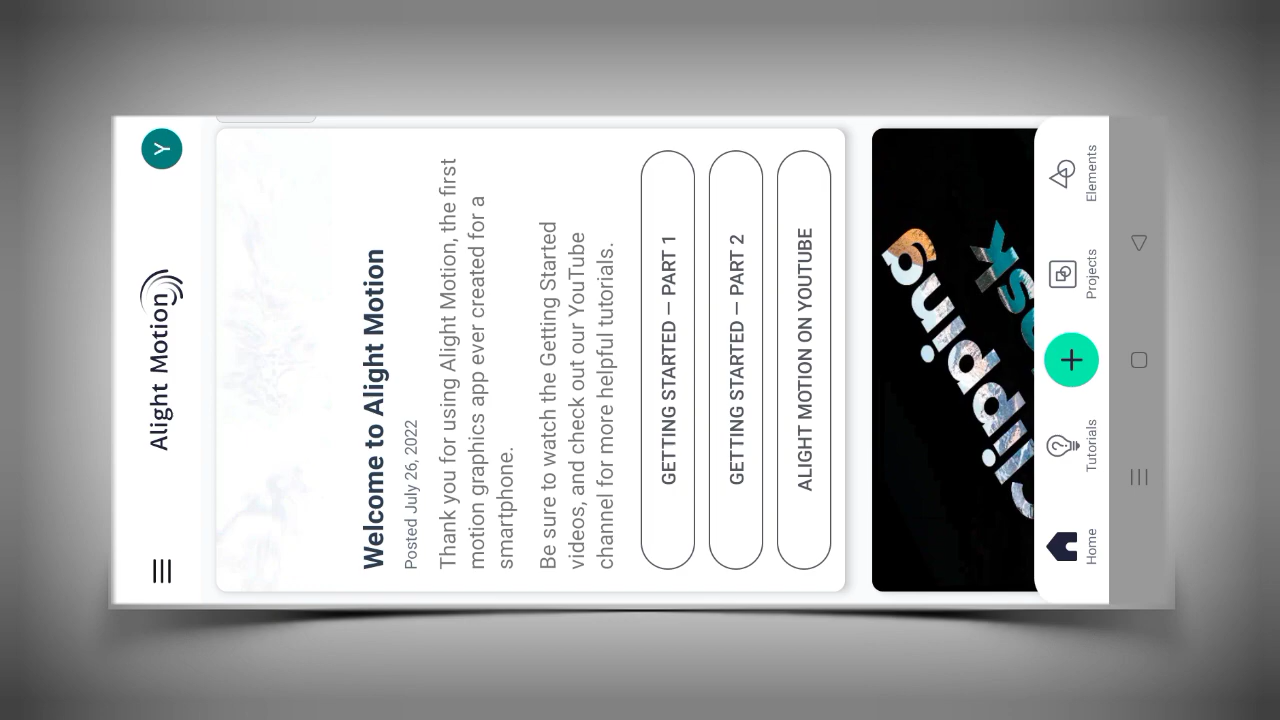 Alight Motion
Y
Welcome to Alight Motion
Posted July 26, 2022
Thank you for using Alight Motion, the first
motion graphics app ever created for a
smartphone.
Be sure to watch the Getting Started
videos, and check out our YouTube
channel for more helpful tutorials.
GETTING STARTED — PART 1
GETTING STARTED — PART 2
ALIGHT MOTION ON YOUTUBE
Clipping
Home
Tutorials
Projects
Elements